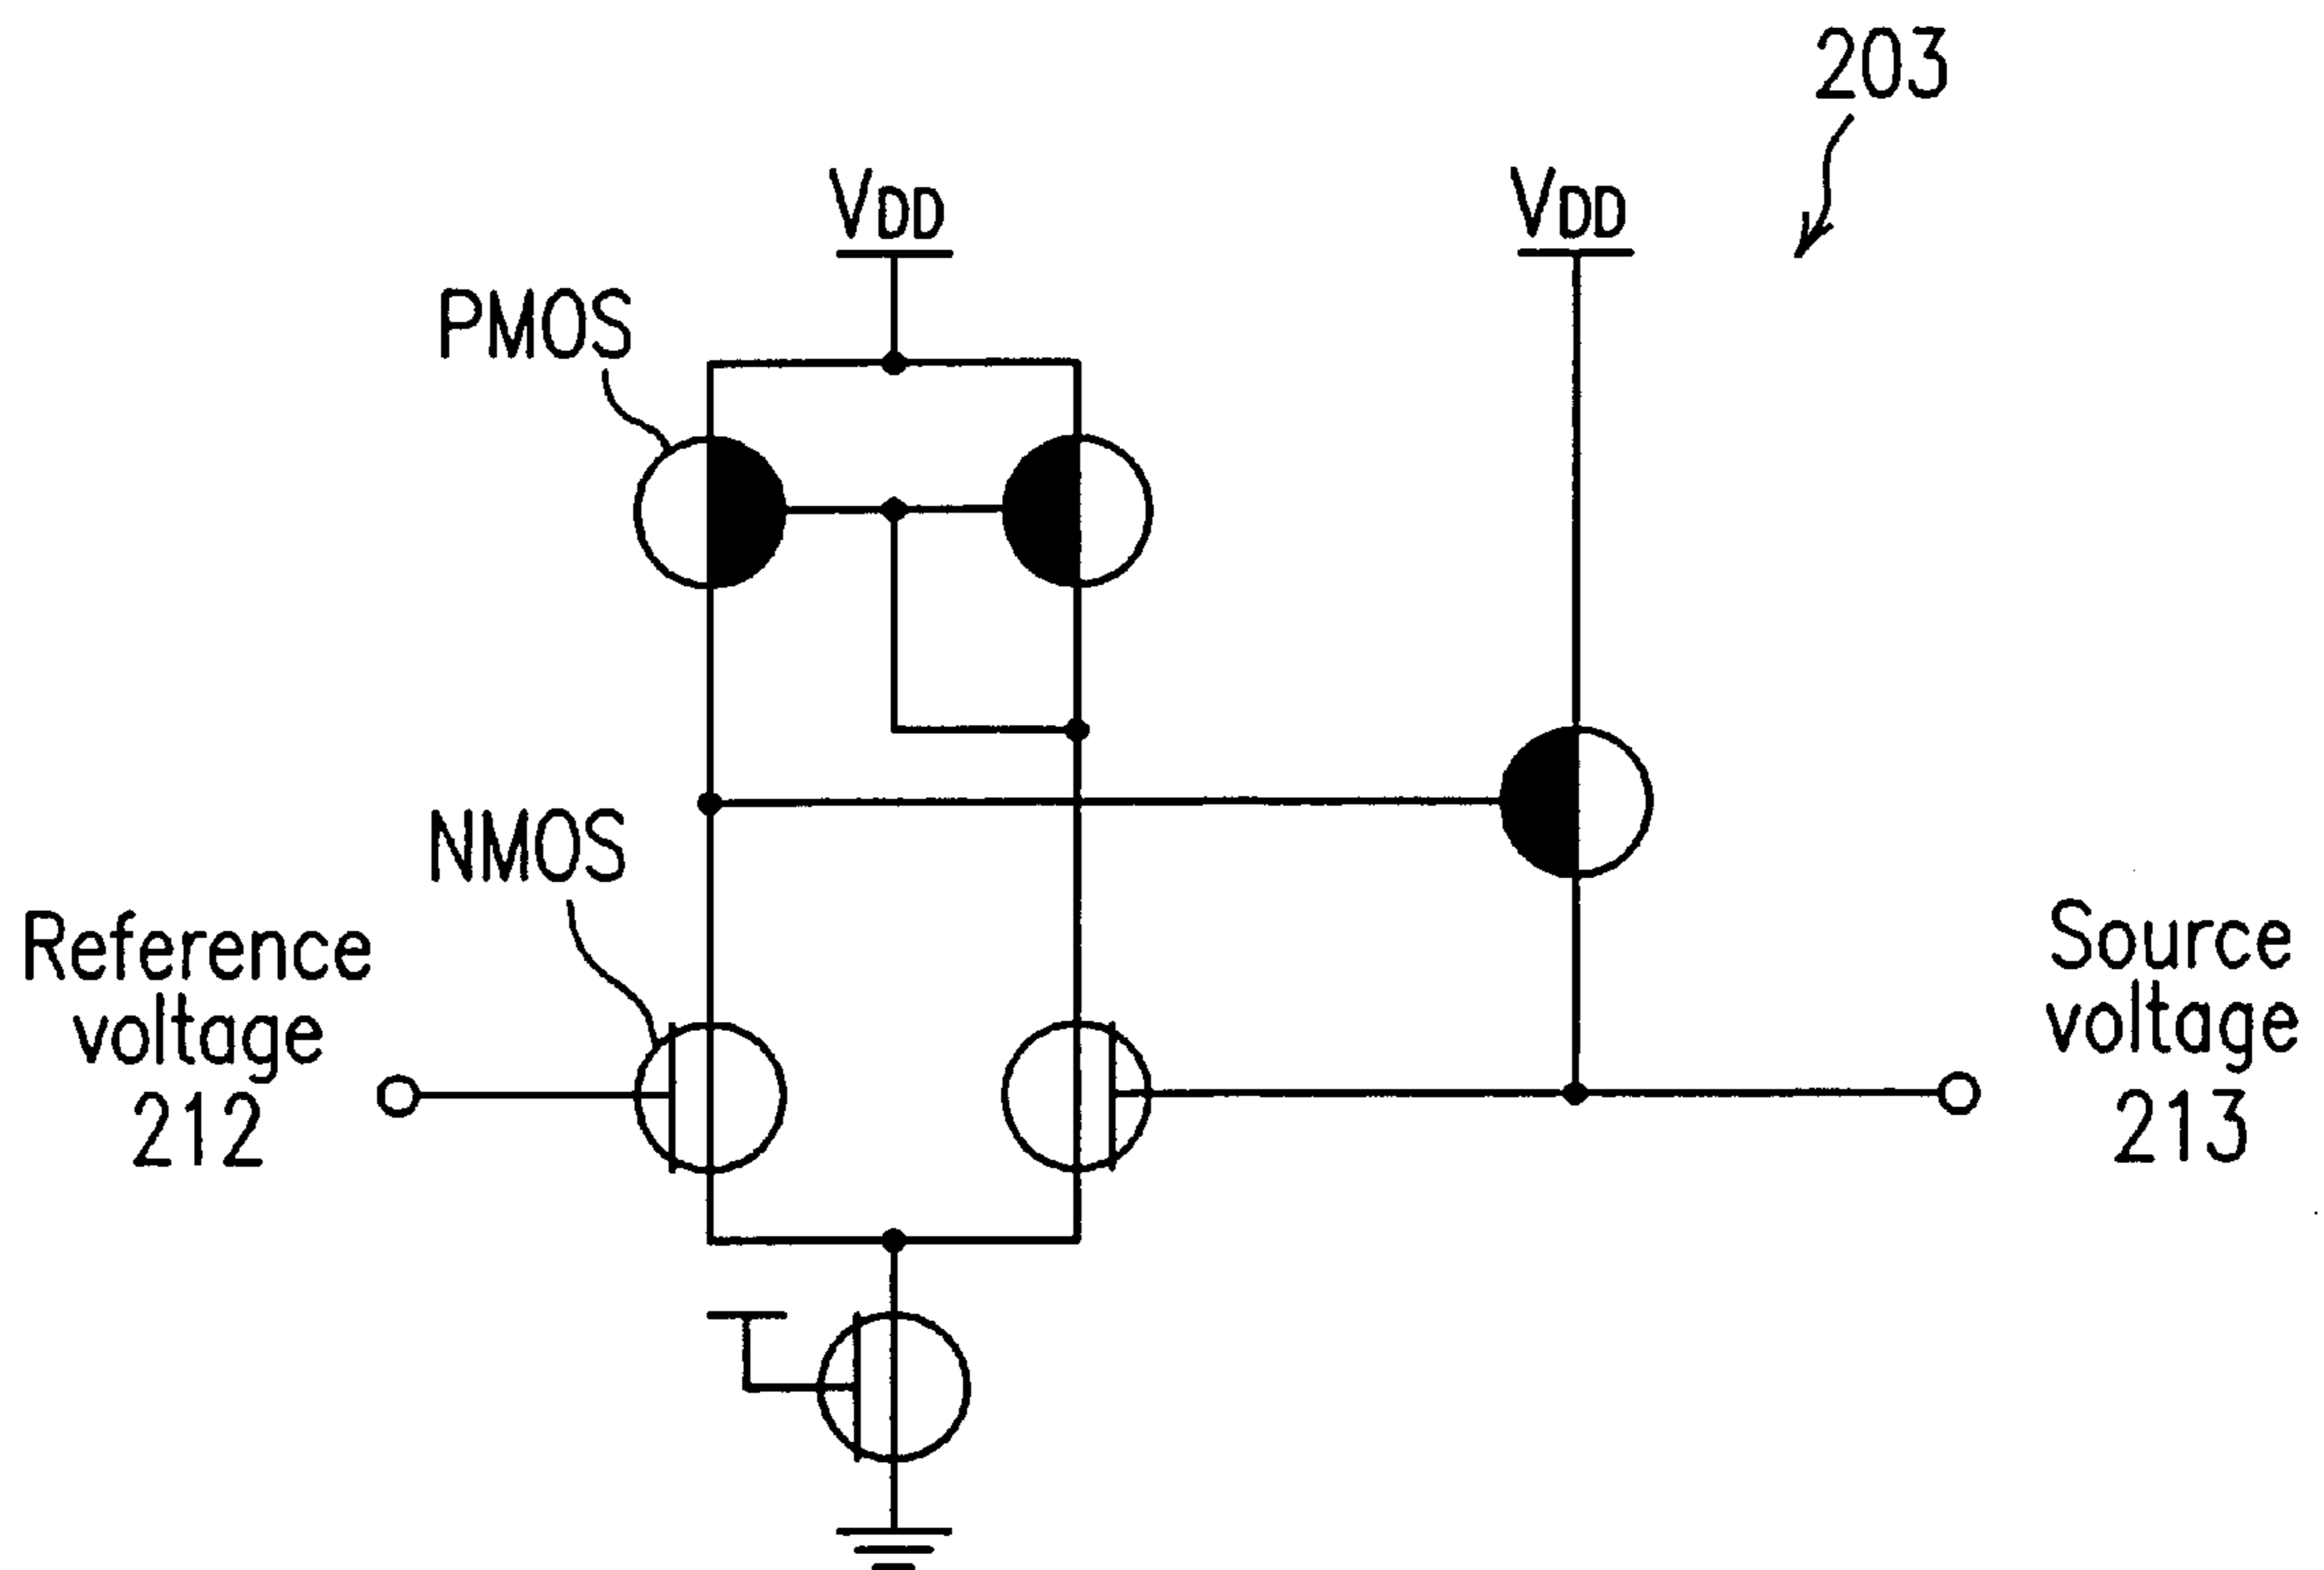 203
VDD
VDD
PMOS
NMOS
Reference
voltage
212
Source
voltage
213